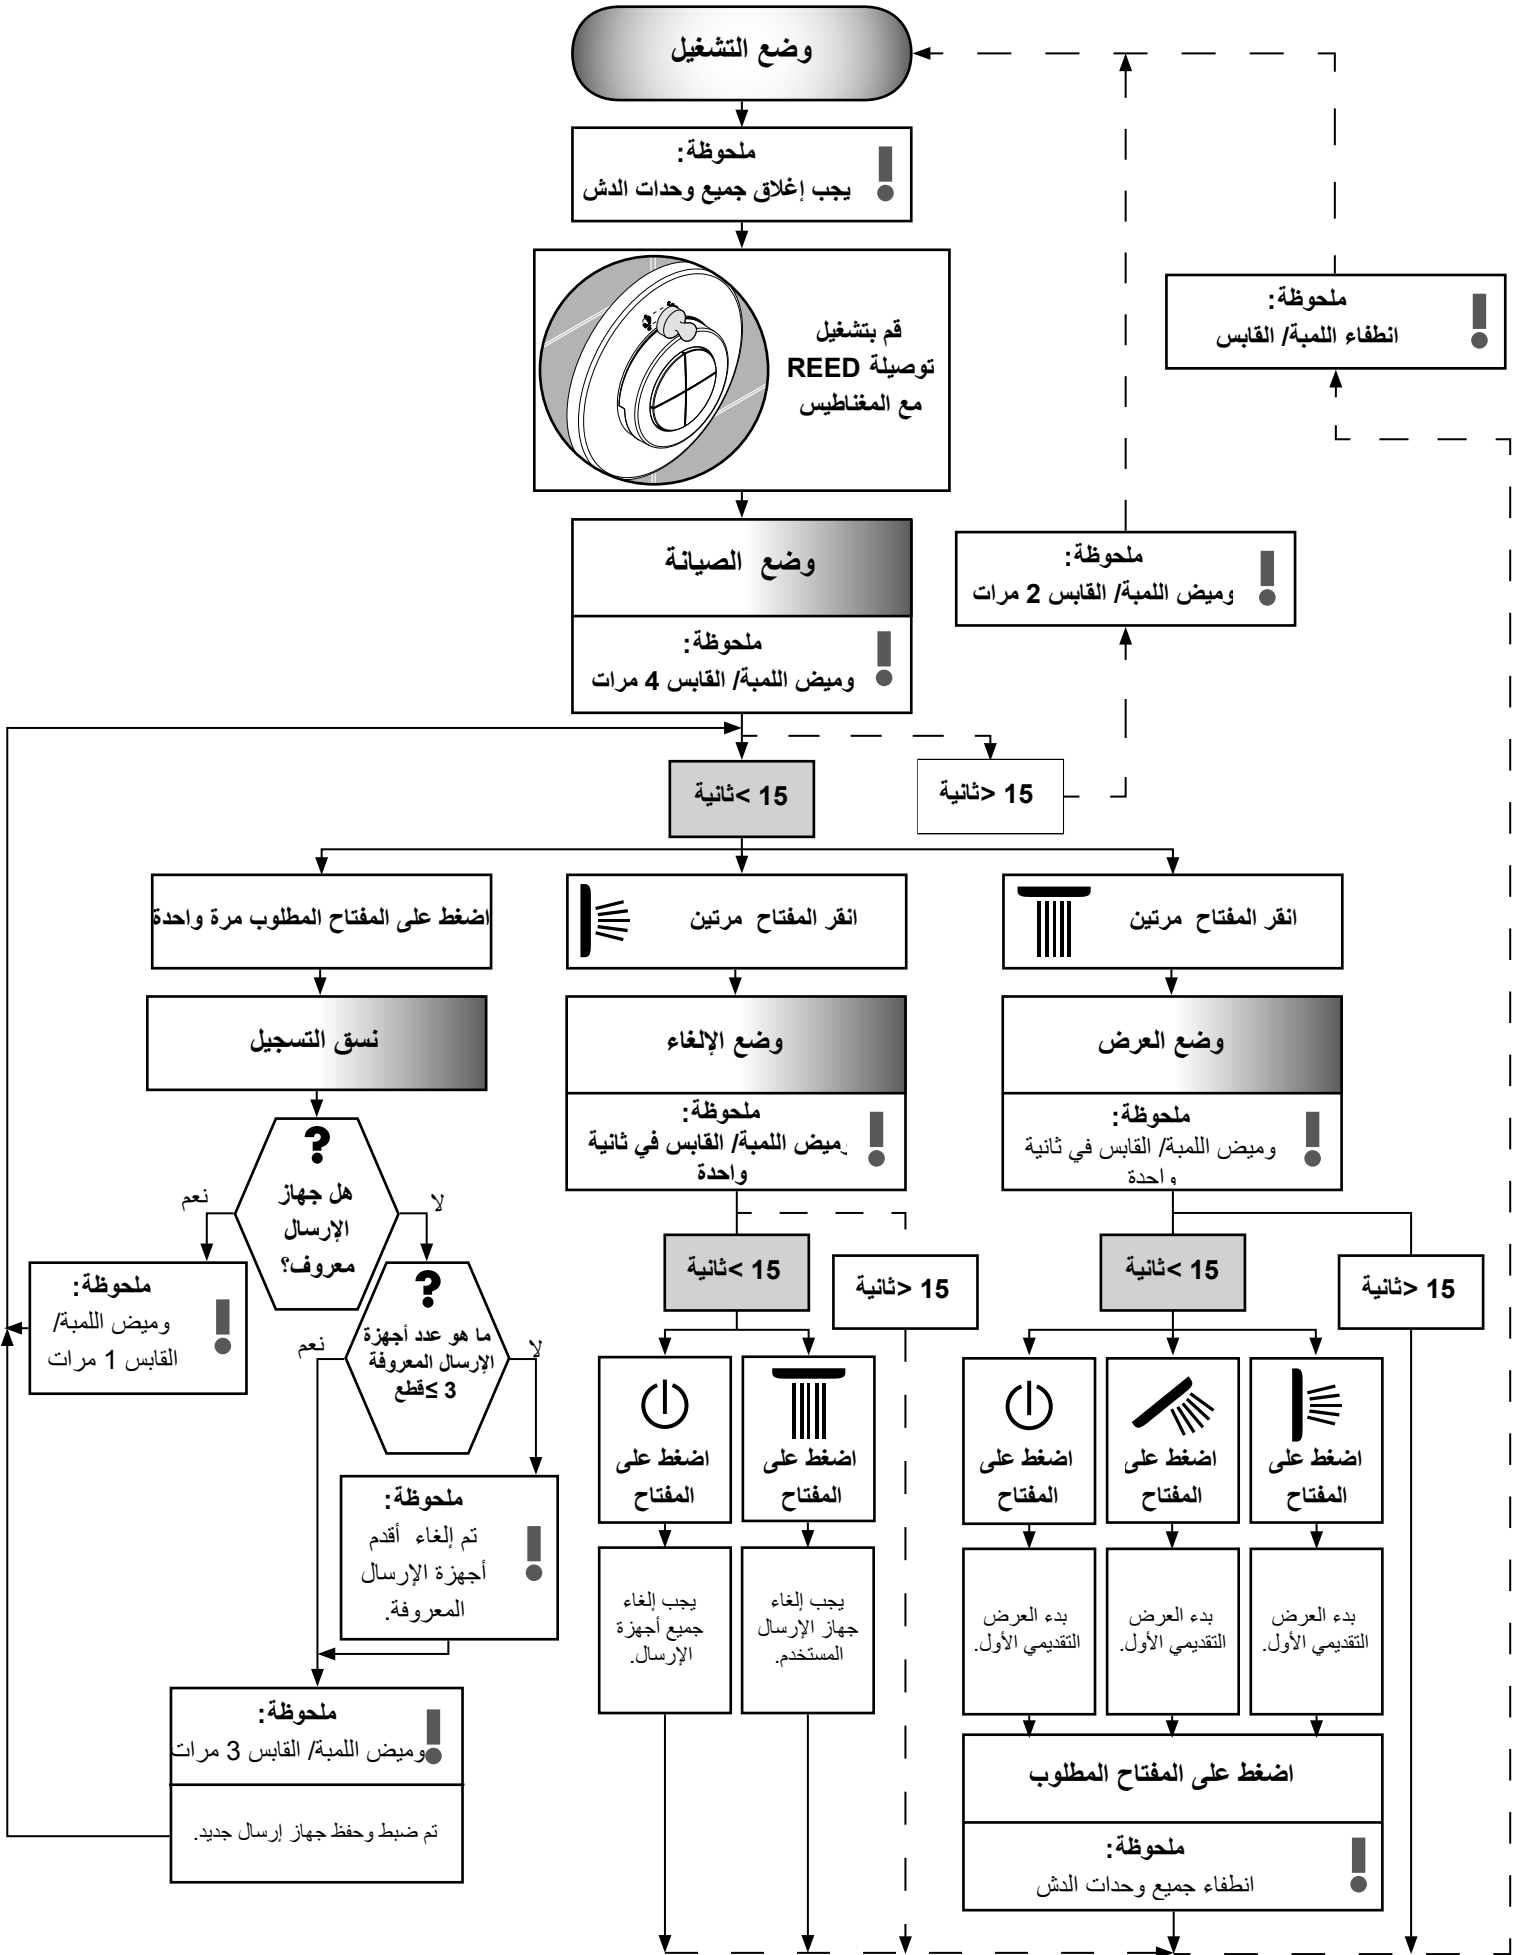 وضع التشغيل
ملحوظة:
يجب إغلاق جميع وحدات الدش
قم بتشغيل
توصيلة REED
مع المغناطيس
ملحوظة:
انطفاء اللمبة/ القابس
وضع الصيانة
ملحوظة:
وميض اللمبة/ القابس 4 مرات
ملحوظة:
وميض اللمبة/ القابس 2 مرات
15 >ثانية
15 <ثانية
انقر المفتاح مرتين
انقر المفتاح مرتين
اضغط على المفتاح المطلوب مرة واحدة
وضع العرض
ملحوظة:
وميض اللمبة/ القابس في ثانية
واحدة
وضع الإلغاء
ملحوظة:
وميض اللمبة/ القابس في ثانية
واحدة
نسق التسجيل
?
هل جهاز
الإرسال
معروف؟
نعم
لا
ملحوظة:
وميض اللمبة/
القابس 1 مرات
?
ما هو عدد أجهزة
الإرسال المعروفة
3 ≥قطع
نعم
لا
ملحوظة:
تم إلغاء أقدم
أجهزة الإرسال
المعروفة.
ملحوظة:
وميض اللمبة/ القابس 3 مرات
تم ضبط وحفظ جهاز إرسال جديد.
15 >ثانية
15 <ثانية
15 >ثانية
15 <ثانية
اضغط على
المفتاح
اضغط على
المفتاح
اضغط على
المفتاح
اضغط على
المفتاح
اضغط على
المفتاح
بدء العرض
التقديمي الأول.
بدء العرض
التقديمي الأول.
بدء العرض
التقديمي الأول.
يجب إلغاء
جهاز الإرسال
المستخدم.
يجب إلغاء
جميع أجهزة
الإرسال.
اضغط على المفتاح المطلوب
ملحوظة:
انطفاء جميع وحدات الدش